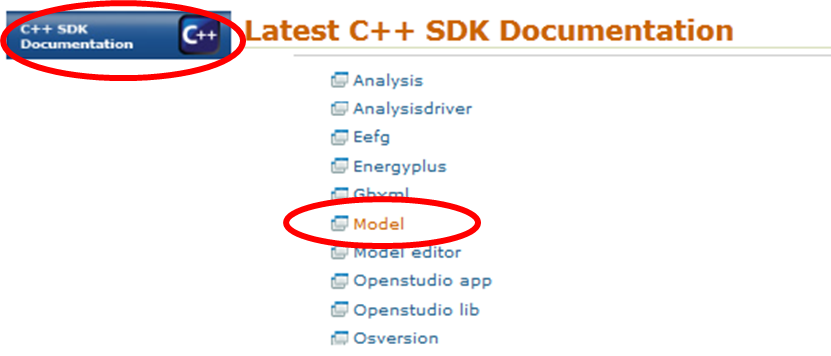 C++ SDK
Documentation
C++
Latest C++ SDK Documentation
Analysis
Analysisdriver
Eefg
Energyplus
Gbxml
Model
Model editor
Openstudio app
Openstudio lib
Osversion